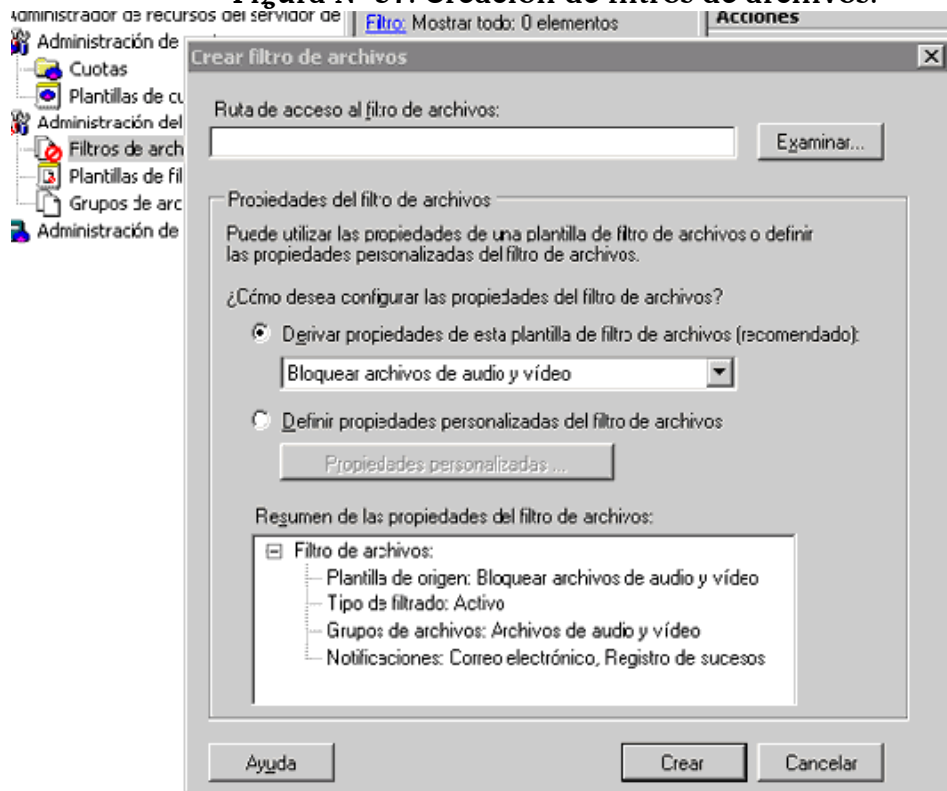 Figura N° 37. Creación de filtros de archivos.
Administrador de recursos del servidor de
Filtro: Mostrar todo: 0 elementos
Acciones
Administración de
Cuotas
Plantillas de cu
Administración del
Filtros de arch
Plantillas de fil
Grupos de arc
Administración de
Crear filtro de archivos
Ruta de acceso al filtro de archivos:
Examinar...
Propiedades del filtro de archivos
Puede utilizar las propiedades de una plantilla de filtro de archivos o definir
las propiedades personalizadas del filtro de archivos.
¿Cómo desea configurar las propiedades del filtro de archivos?
Derivar propiedades de esta plantilla de filtro de archivos (recomendado):
Bloquear archivos de audio y vídeo
Definir propiedades personalizadas del filtro de archivos
Propiedades personalizadas ...
Resumen de las propiedades del filtro de archivos:
Filtro de archivos:
Plantilla de origen: Bloquear archivos de audio y vídeo
Tipo de filtrado: Activo
Grupos de archivos: Archivos de audio y vídeo
Notificaciones: Correo electrónico, Registro de sucesos
Ayuda
Crear
Cancelar